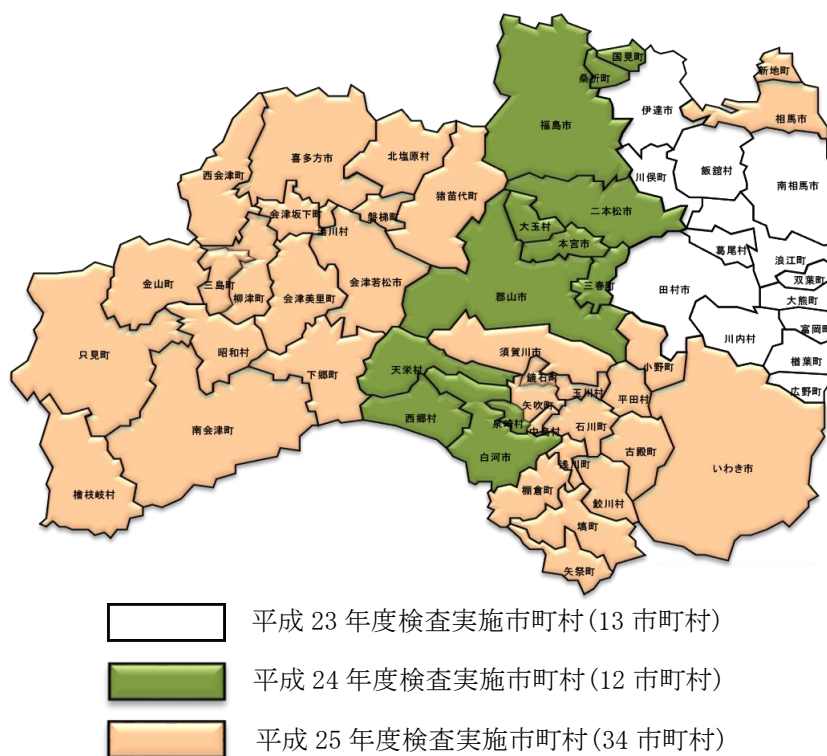 国見町
桑折町
新地町
伊達市
相馬市
福島市
北塩原村
喜多方市
西会津町
川俣町
飯舘村
南相馬市
猪苗代町
会津坂下町
磐梯町
湯川村
二本松市
大玉村
本宮市
葛尾村
浪江町
双葉町
会津若松市
金山町
三島町
柳津町
会津美里町
郡山市
三春町
田村市
大熊町
富岡町
川内村
只見町
昭和村
下郷町
須賀川市
小野町
楢葉町
天栄村
鏡石町
玉川村
平田村
広野町
矢吹町
西郷村
泉崎村
中島村
石川町
南会津町
白河市
古殿町
いわき市
浅川町
檜枝岐村
棚倉町
鮫川村
塙町
矢祭町
平成 23 年度検査実施市町村(13 市町村)
平成 24 年度検査実施市町村(12 市町村)
平成 25 年度検査実施市町村(34 市町村)